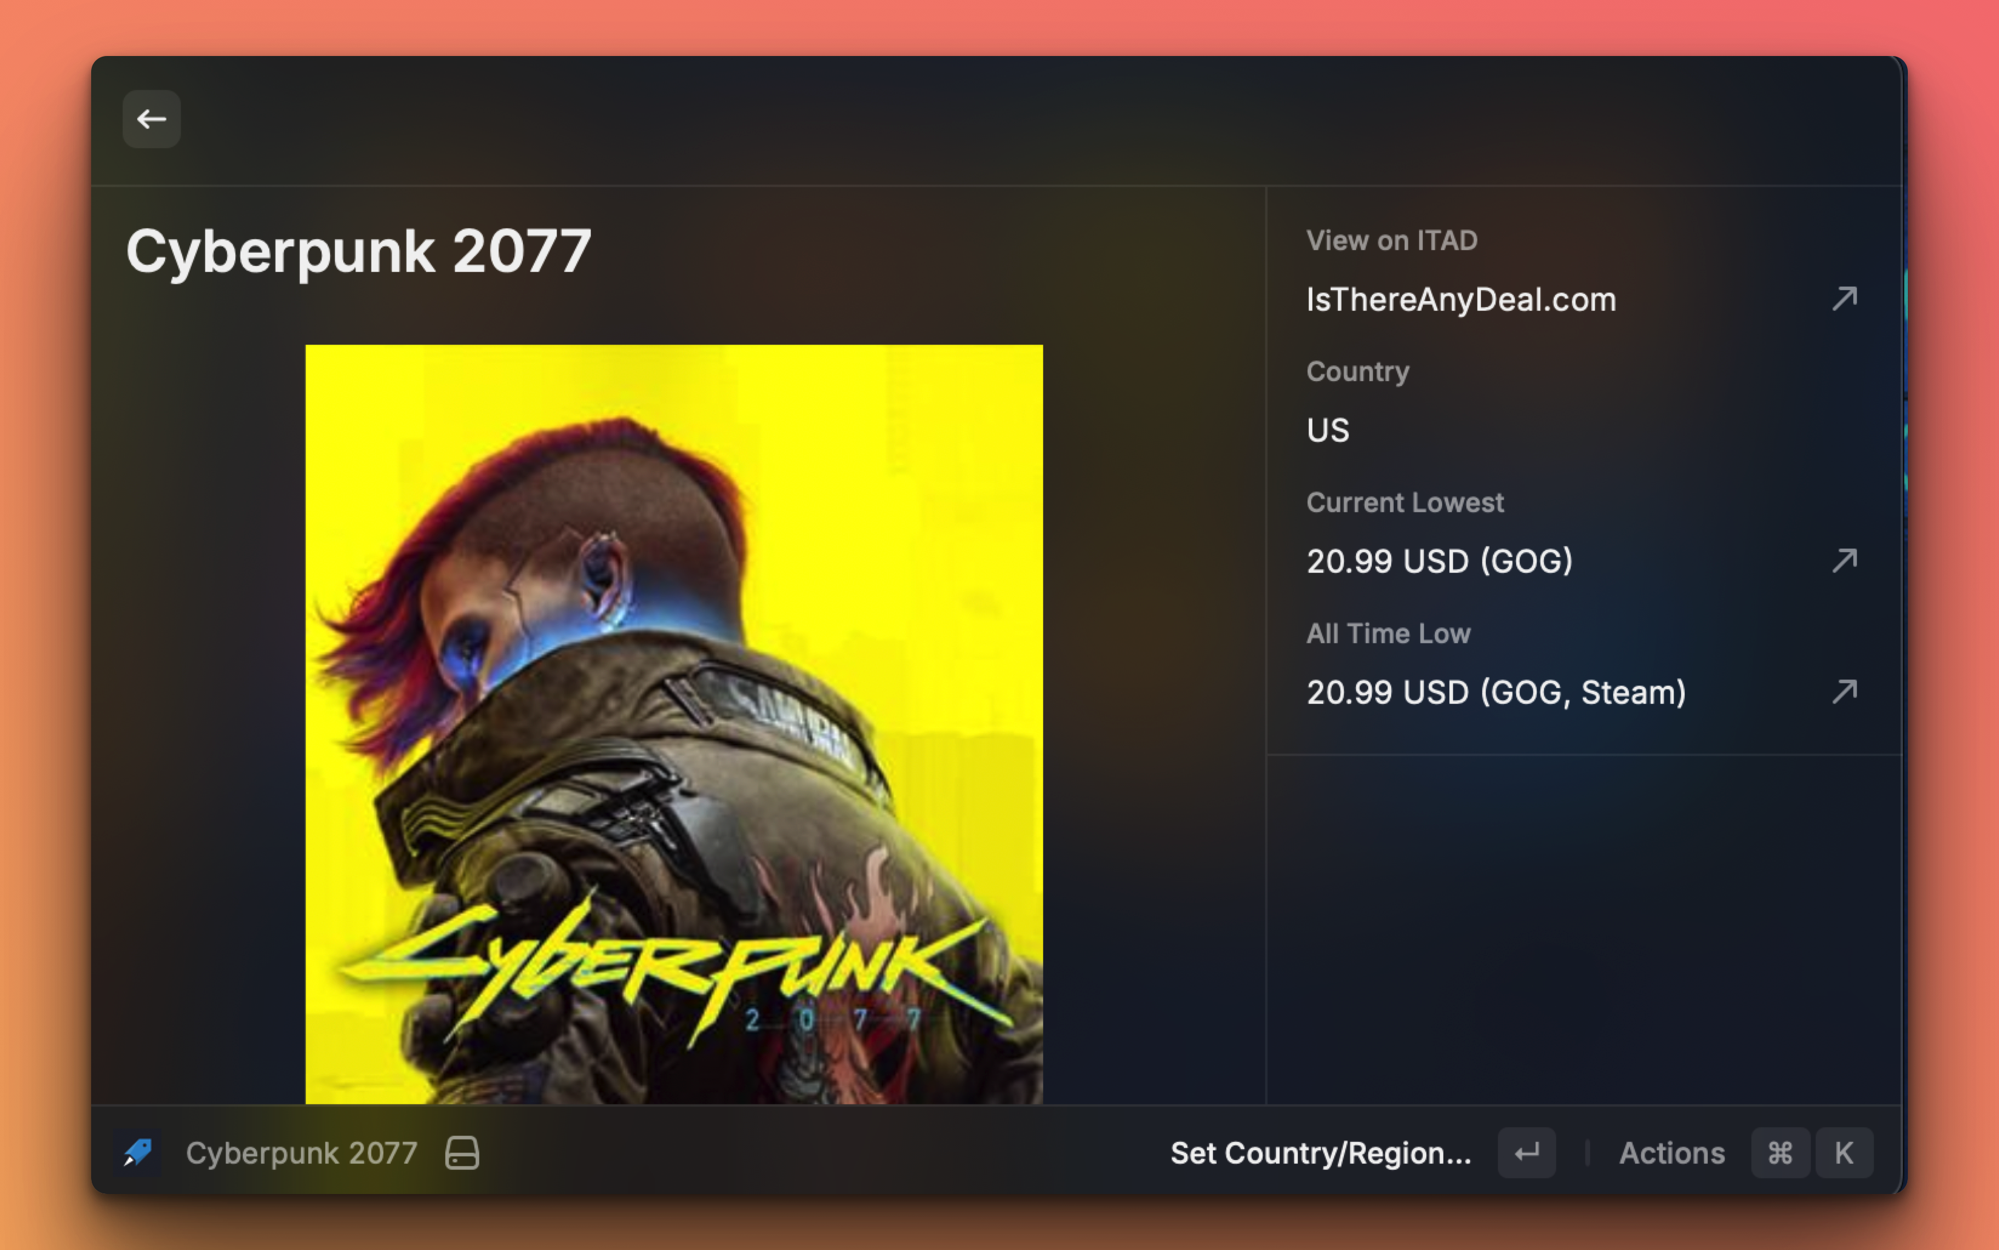 Cyberpunk 2077
CYBERPUNK
2077
View on ITAD
IsThereAnyDeal.com
Country
US
Current Lowest
20.99 USD (GOG)
All Time Low
20.99 USD (GOG, Steam)
Cyberpunk 2077
Set Country/Region...
Actions
⌘ K